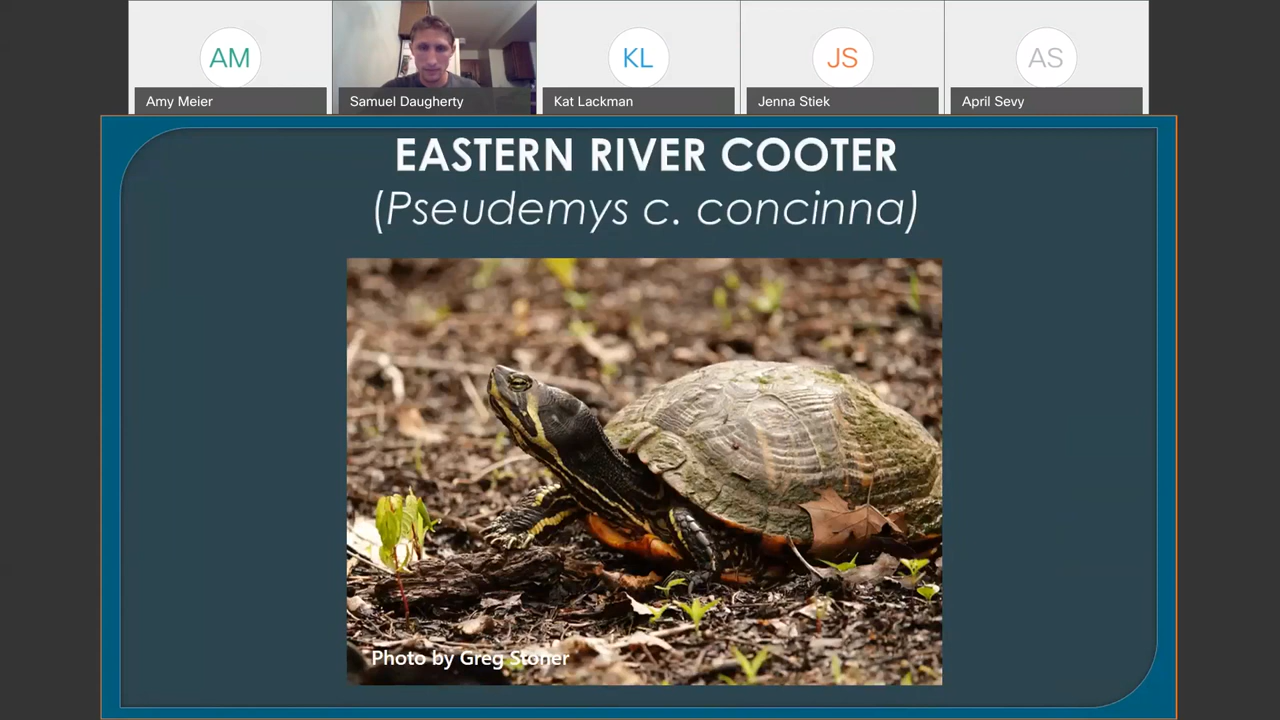 AM
KL
JS
AS
Amy Meier
Samuel Daugherty
Kat Lackman
Jenna Stiek
April Sevy
EASTERN RIVER COOTER
(Pseudemys c. concinna)
Photo by Greg Stoner